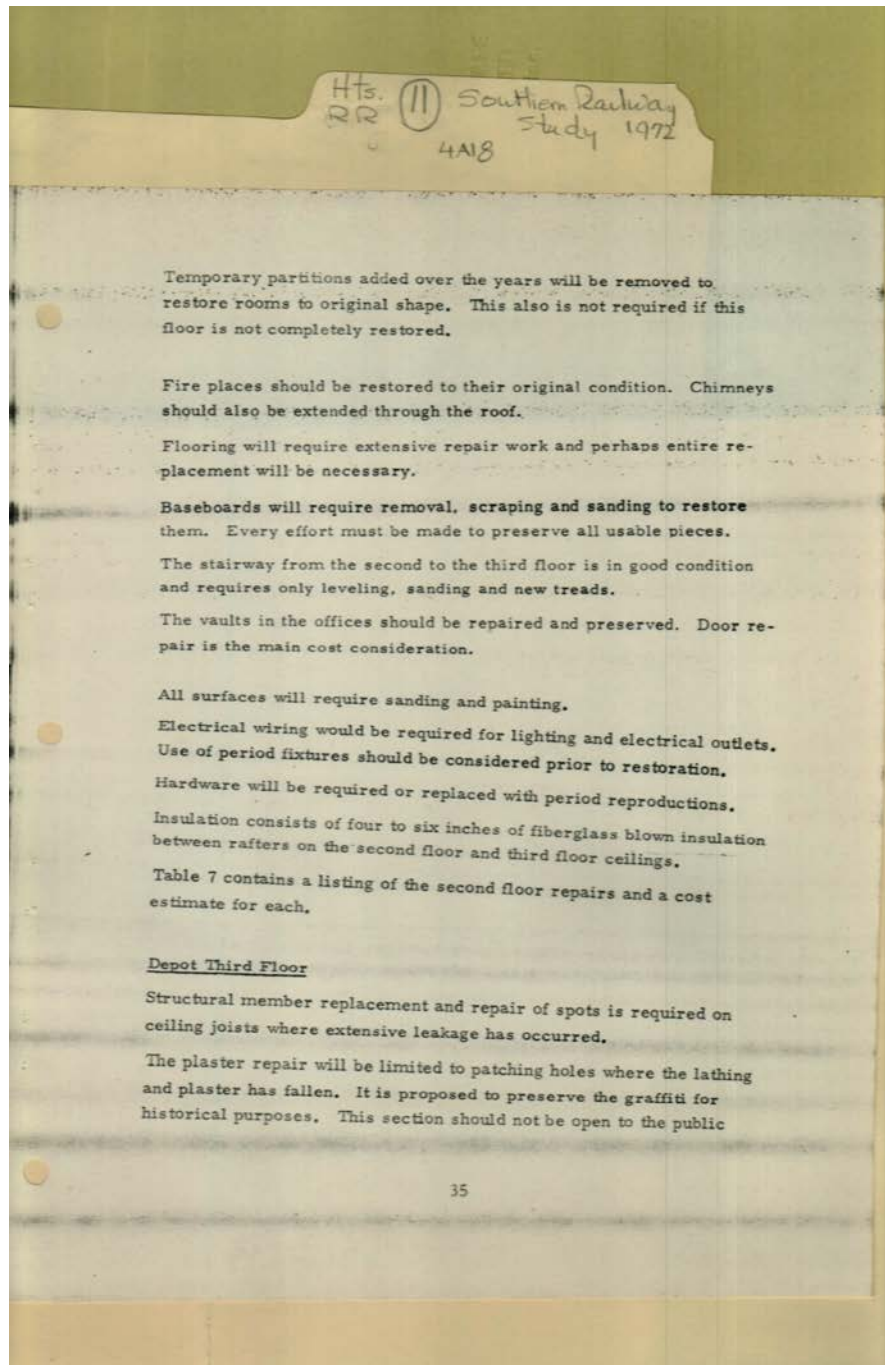 Hts. 11 Southern Railway
RR Study 1972
4A18
Temporary partitions added over the years will be removed to
restore rooms to original shape. This also is not required if this
floor is not completely restored.
Fire places should be restored to their original condition. Chimneys
should also be extended through the roof.
Flooring will require extensive repair work and perhaps entire re-
placement will be necessary.
Baseboards will require removal, scraping and sanding to restore
them. Every effort must be made to preserve all usable pieces.
The stairway from the second to the third floor is in good condition
and requires only leveling, sanding and new treads.
The vaults in the offices should be repaired and preserved. Door re-
pair is the main cost consideration.
All surfaces will require sanding and painting.
Electrical wiring would be required for lighting and electrical outlets.
Use of period fixtures should be considered prior to restoration.
Hardware will be required or replaced with period reproductions.
Insulation consists of four to six inches of fiberglass blown insulation
between rafters on the second floor and third floor ceilings.
Table 7 contains a listing of the second floor repairs and a cost
estimate for each.
Depot Third Floor
Structural member replacement and repair of spots is required on
ceiling joists where extensive leakage has occurred.
The plaster repair will be limited to patching holes where the lathing
and plaster has fallen. It is proposed to preserve the graffiti for
historical purposes. This section should not be open to the public
35